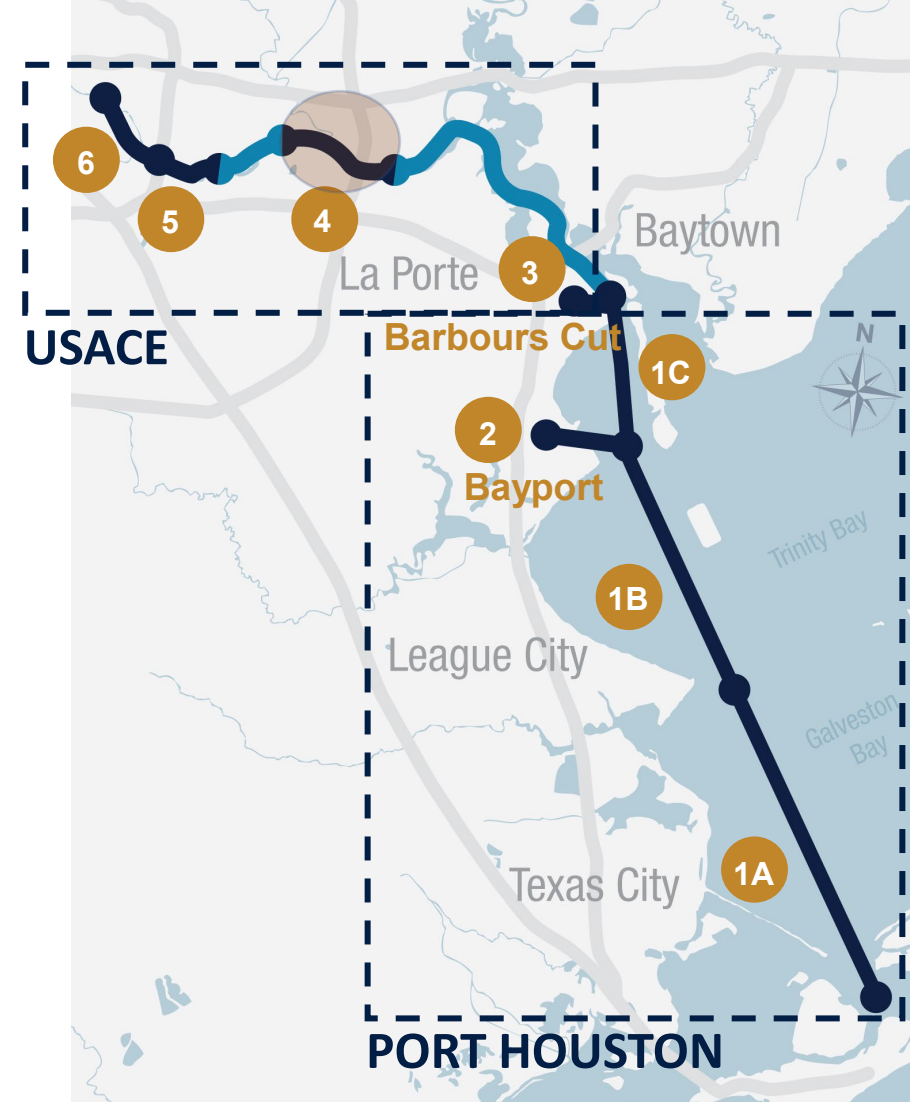 6
5
4
3
Baytown
La Porte
USACE
Barbours Cut
N
1C
2
Bayport
Trinity Bay
1B
League City
Galveston
Bay
1A
Texas City
PORT HOUSTON